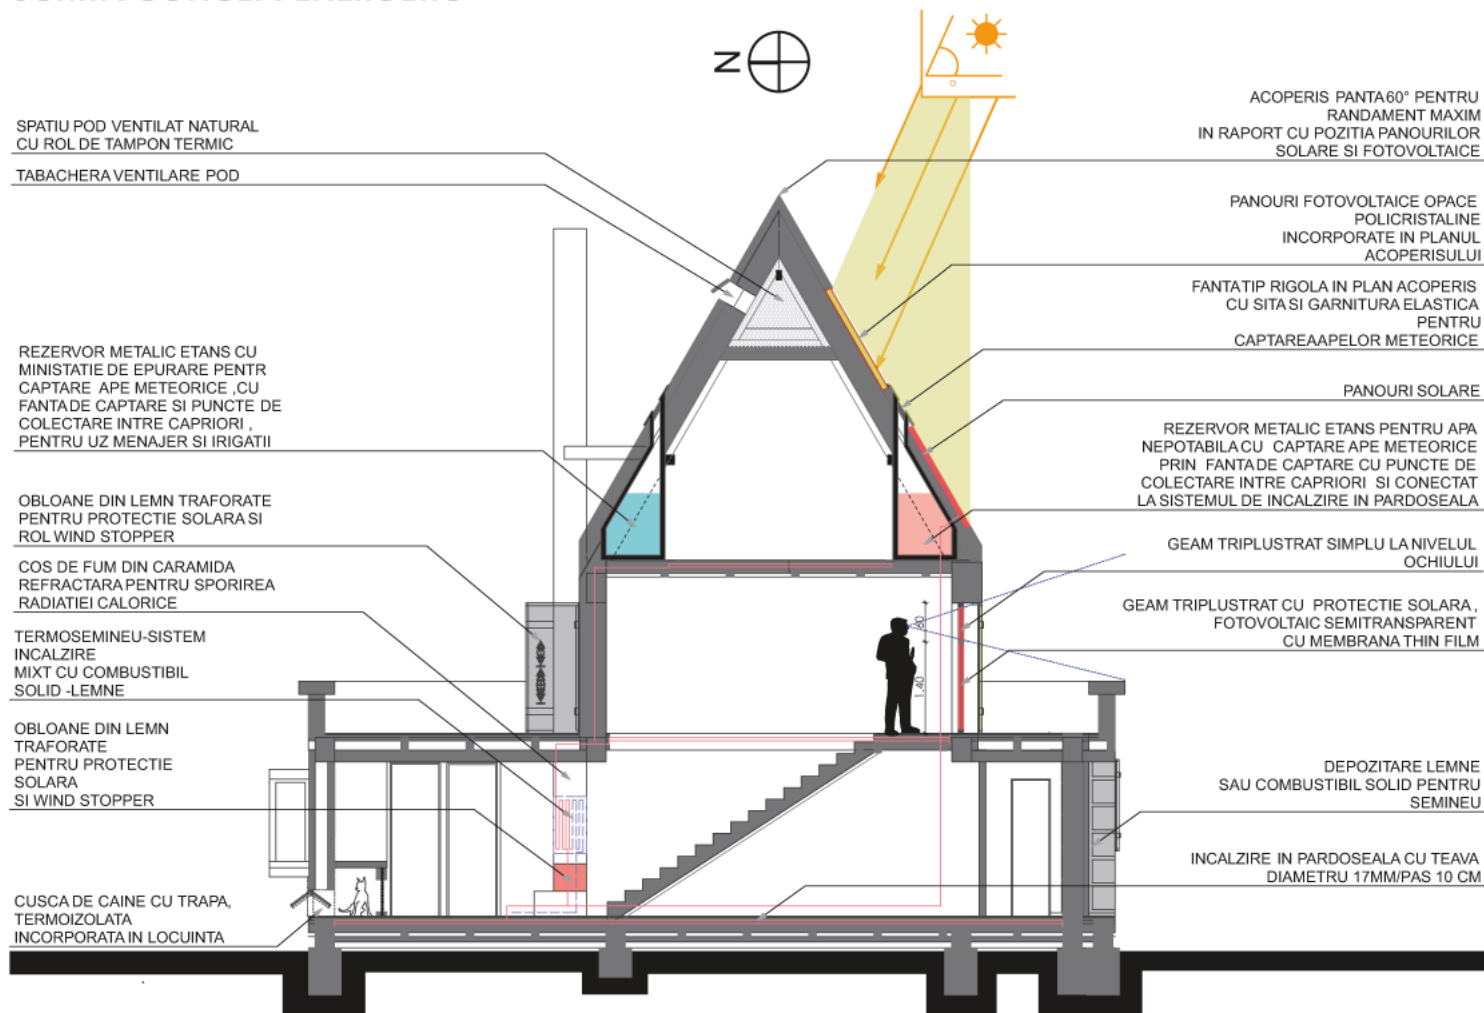 N
SPATIU POD VENTILAT NATURAL
CU ROL DE TAMPON TERMIC
TABACHERA VENTILARE POD
REZERVOR METALIC ETANS CU
MINISTATIE DE EPURARE PENTR
CAPTARE APE METEORICE ,CU
FANTA DE CAPTARE SI PUNCTE DE
COLECTARE INTRE CAPRIORI ,
PENTRU UZ MENAJER SI IRIGATII
OBLOANE DIN LEMN TRAFORATE
PENTRU PROTECTIE SOLARA SI
ROL WIND STOPPER
COS DE FUM DIN CARAMIDA
REFRACTARA PENTRU SPORIREA
RADIATIEI CALORICE
TERMOSEMINEU-SISTEM
INCALZIRE
MIXT CU COMBUSTIBIL
SOLID -LEMNE
OBLOANE DIN LEMN
TRAFORATE
PENTRU PROTECTIE
SOLARA
SI WIND STOPPER
CUSCA DE CAINE CU TRAPA,
TERMOIZOLATA
INCORPORATA IN LOCUINTA
ACOPERIS PANTA 60° PENTRU
RANDAMENT MAXIM
IN RAPORT CU POZITIA PANOURILOR
SOLARE SI FOTOVOLTAICE
PANOURI FOTOVOLTAICE OPACE
POLICRISTALINE
INCORPORATE IN PLANUL
ACOPERISULUI
FANTA TIP RIGOLA IN PLAN ACOPERIS
CU SITA SI GARNITURA ELASTICA
PENTRU
CAPTAREA APELOR METEORICE
PANOURI SOLARE
REZERVOR METALIC ETANS PENTRU APA
NEPOTABILA CU CAPTARE APE METEORICE
PRIN FANTA DE CAPTARE CU PUNCTE DE
COLECTARE INTRE CAPRIORI SI CONECTAT
LA SISTEMUL DE INCALZIRE IN PARDOSEALA
GEAM TRIPLUSTRAT SIMPLU LA NIVELUL
OCHIULUI
GEAM TRIPLUSTRAT CU PROTECTIE SOLARA ,
FOTOVOLTAIC SEMITRANSPARENT
CU MEMBRANA THIN FILM
1,40
DEPOZITARE LEMNE
SAU COMBUSTIBIL SOLID PENTRU
SEMINEU
INCALZIRE IN PARDOSEALA CU TEAVA
DIAMETRU 17MM/PAS 10 CM